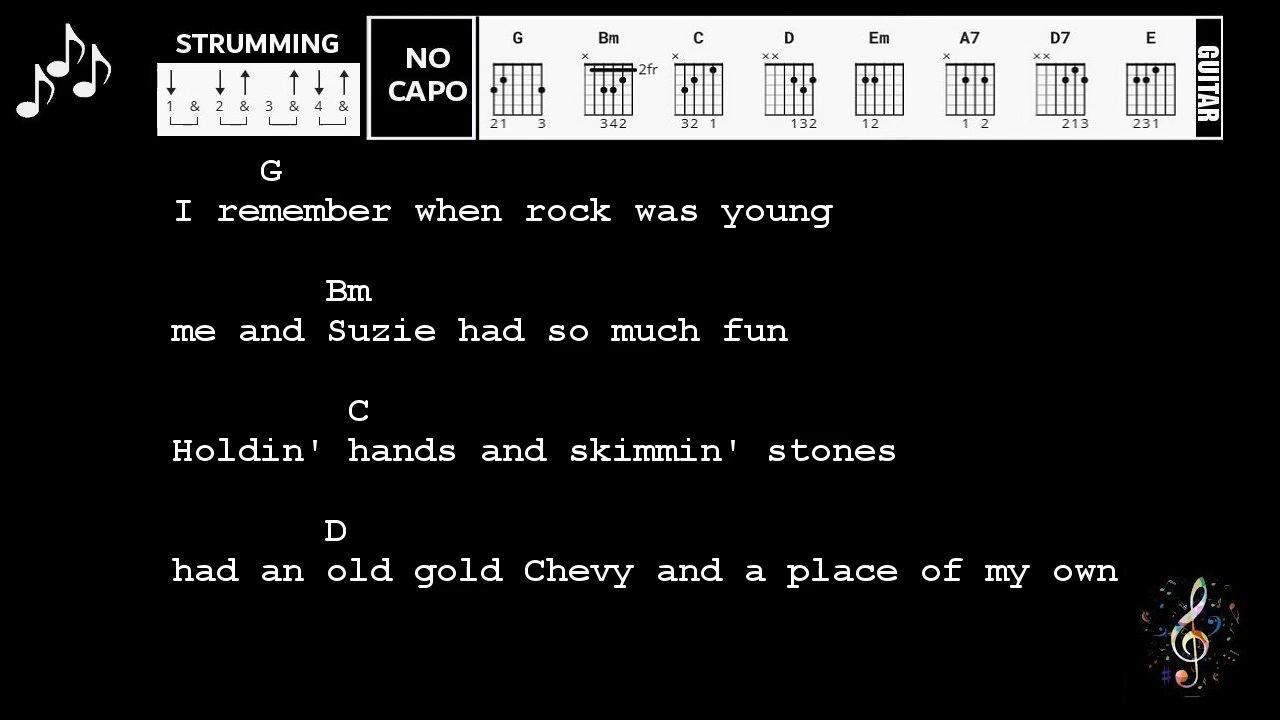 STRUMMING
1 & 2 & 3 & 4 &
NO
CAPO
G Bm C D Em A7 D7 E
× × ×× × ××
2fr
21 3 342 32 1 132 12 1 2 213 231
GUITAR
G
I remember when rock was young
Bm
me and Suzie had so much fun
C
Holdin' hands and skimmin' stones
D
had an old gold Chevy and a place of my own